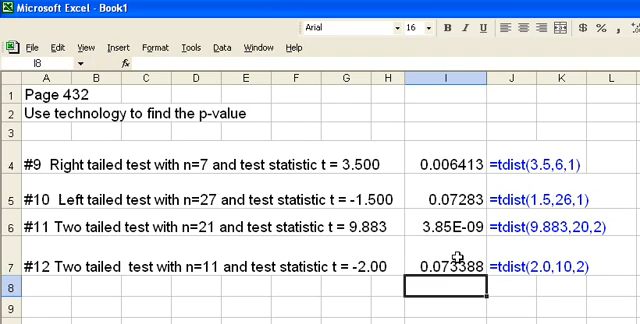 Microsoft Excel - Book1
Arial 16 B I U $ %
File Edit View Insert Format Tools Data Window Help
I8 fx
A B C D E F G H I J K L
1 Page 432
2 Use technology to find the p-value
3
4 #9 Right tailed test with n=7 and test statistic t = 3.500 0.006413 =tdist(3.5,6,1)
5 #10 Left tailed test with n=27 and test statistic t = -1.500 0.07283 =tdist(1.5,26,1)
6 #11 Two tailed test with n=21 and test statistic t = 9.883 3.85E-09 =tdist(9.883,20,2)
7 #12 Two tailed test with n=11 and test statistic t = -2.00 0.073388 =tdist(2.0,10,2)
8
9